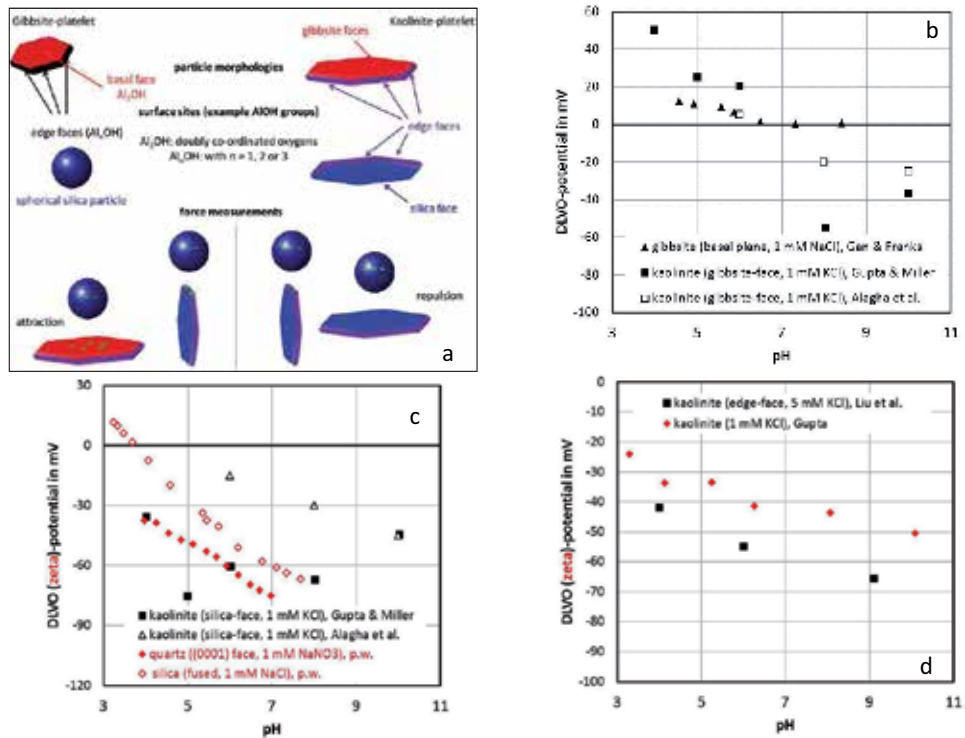 Gibbsite-platelet
Kaolinite-platelet
gibbsite faces
particle morphologies
basal face
Al₂OH
surface sites (example AlOH groups)
edge faces (AlₙOH)
Al₂OH: doubly co-ordinated oxygens
AlₙOH: with n = 1, 2 or 3
edge faces
spherical silica particle
silica face
force measurements
attraction
repulsion
a
b
DLVO-potential in mV
60
40
20
0
-20
-40
-60
-80
-100
gibbsite (basal plane, 1 mM NaCl), Gan & Franks
kaolinite (gibbsite-face, 1 mM KCl), Gupta & Miller
kaolinite (gibbsite-face, 1 mM KCl), Alagha et al.
3 5 7 9 11
pH
c
DLVO (zeta)-potential in mV
30
0
-30
-60
-90
-120
kaolinite (silica-face, 1 mM KCl), Gupta & Miller
kaolinite (silica-face, 1 mM KCl), Alagha et al.
quartz ((0001) face, 1 mM NaNO3), p.w.
silica (fused, 1 mM NaCl), p.w.
3 5 7 9 11
pH
DLVO (zeta)-potential in mV
0
-10
-20
-30
-40
-50
-60
-70
-80
-90
-100
kaolinite (edge-face, 5 mM KCl), Liu et al.
kaolinite (1 mM KCl), Gupta
d
3 5 7 9 11
pH